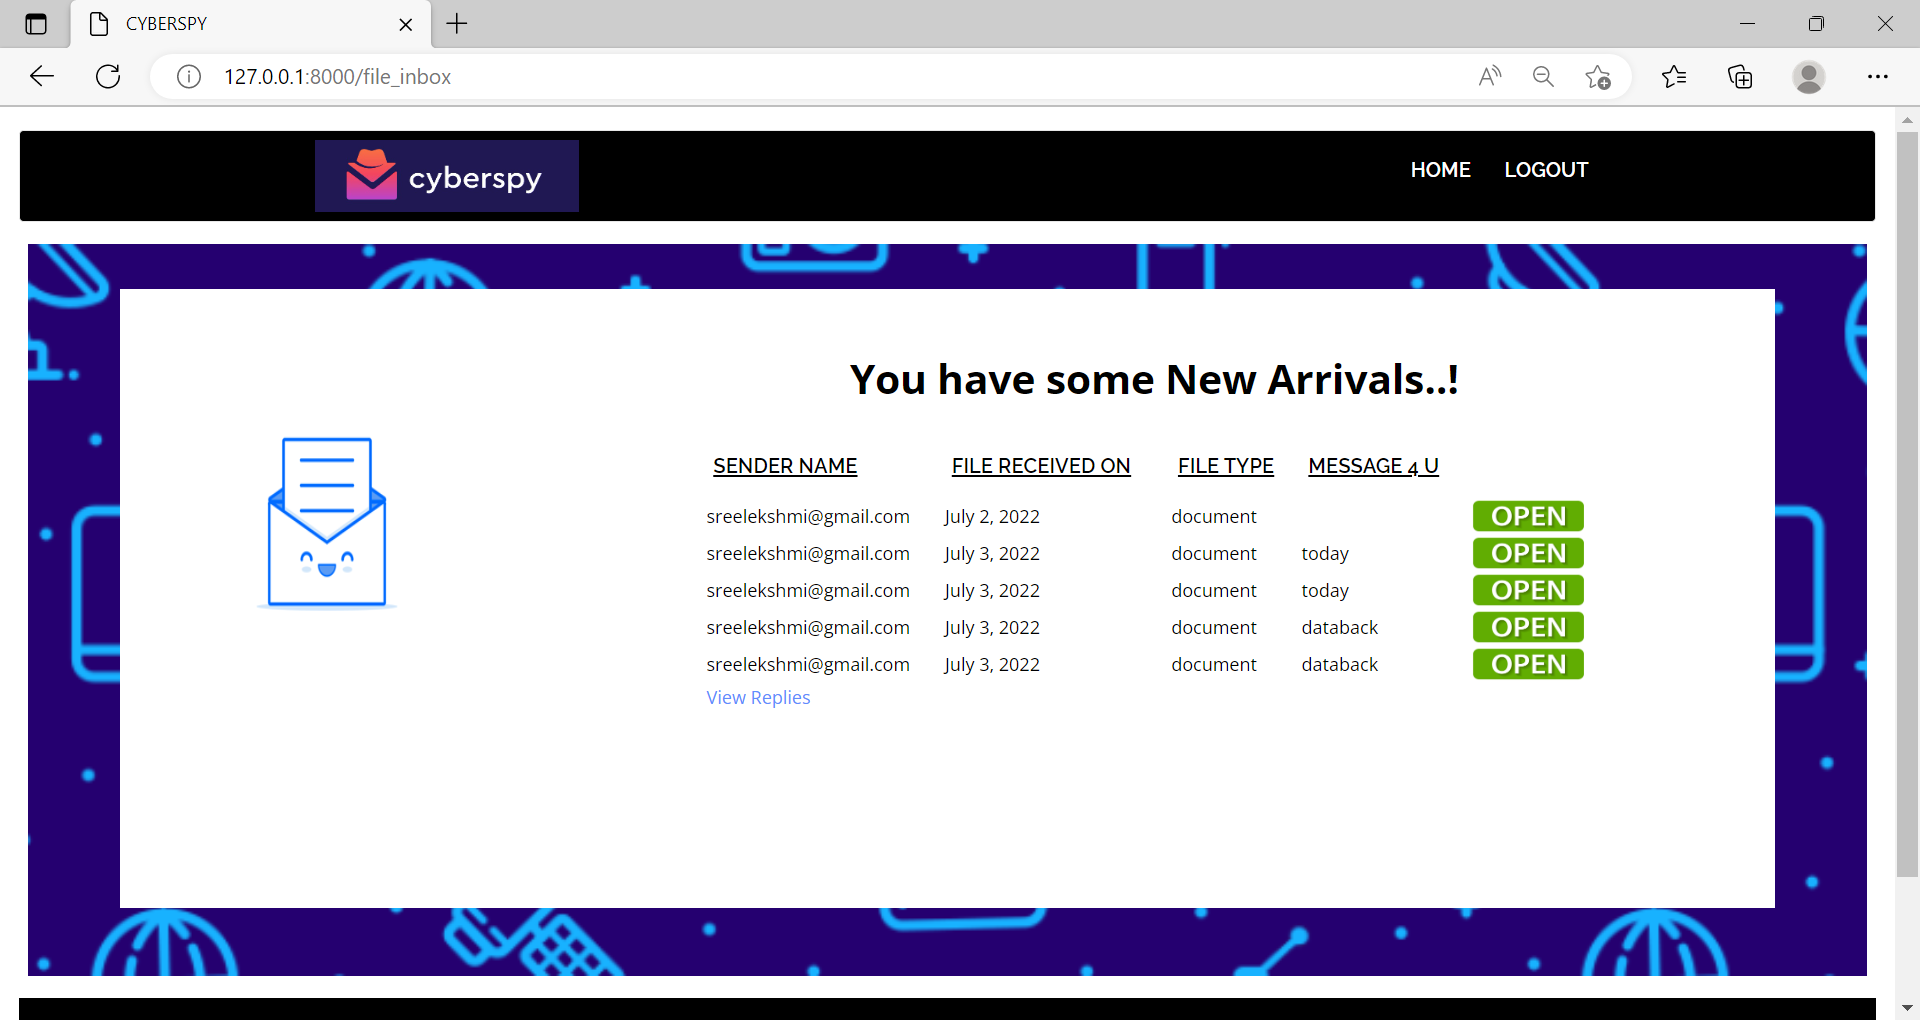 CYBERSPY
127.0.0.1:8000/file_inbox
cyberspy
HOME LOGOUT
You have some New Arrivals..!
SENDER NAME FILE RECEIVED ON FILE TYPE MESSAGE 4 U
sreelekshmi@gmail.com July 2, 2022 document OPEN
sreelekshmi@gmail.com July 3, 2022 document today OPEN
sreelekshmi@gmail.com July 3, 2022 document today OPEN
sreelekshmi@gmail.com July 3, 2022 document databack OPEN
sreelekshmi@gmail.com July 3, 2022 document databack OPEN
View Replies